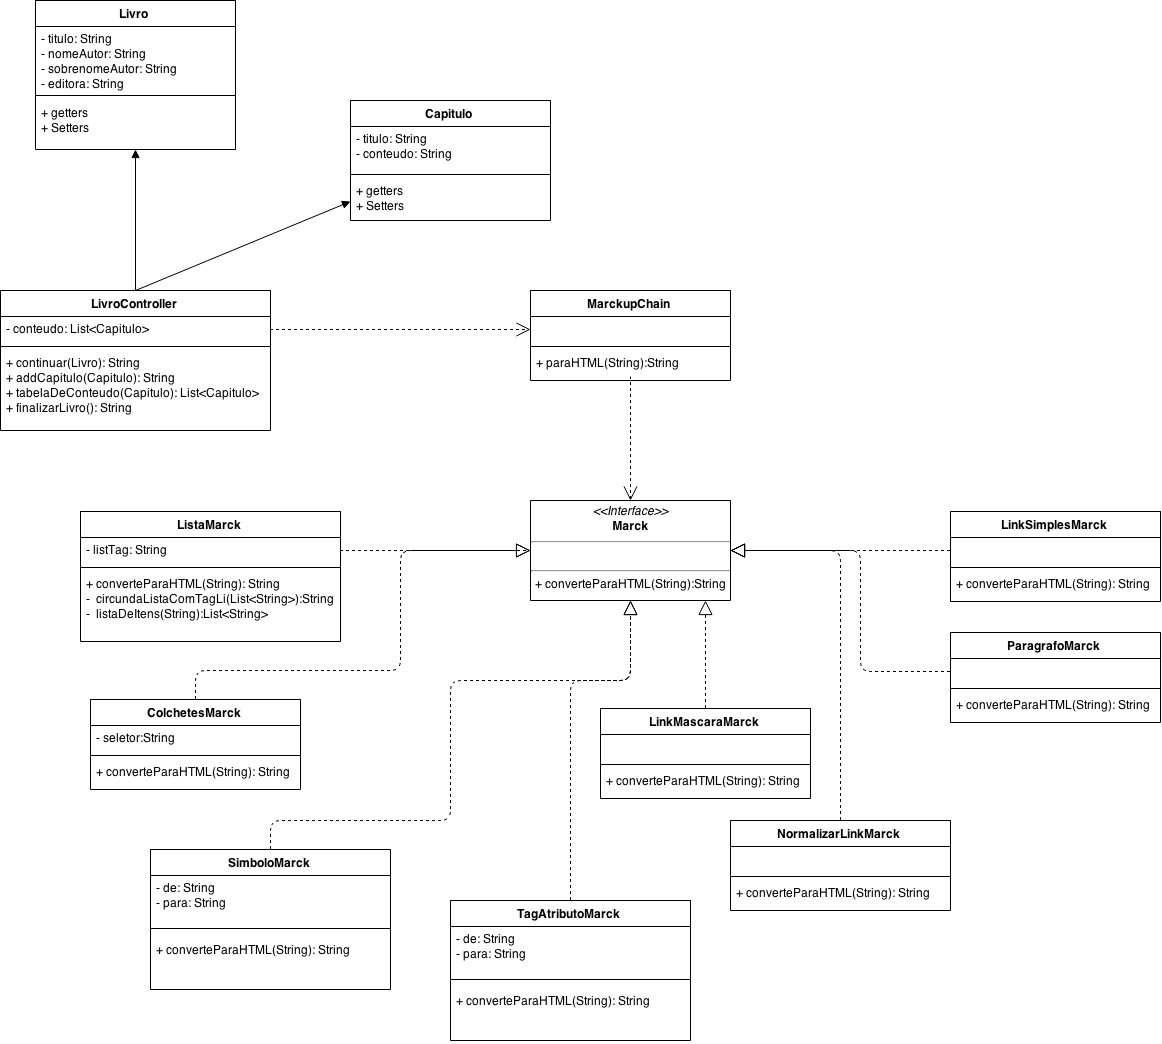 Livro
- titulo: String
- nomeAutor: String
- sobrenomeAutor: String
- editora: String
+ getters
+ Setters
Capitulo
- titulo: String
- conteudo: String
+ getters
+ Setters
LivroController
- conteudo: List<Capitulo>
+ continuar(Livro): String
+ addCapitulo(Capitulo): String
+ tabelaDeConteudo(Capitulo): List<Capitulo>
+ finalizarLivro(): String
MarckupChain
+ paraHTML(String):String
<<Interface>>
Marck
+ converteParaHTML(String):String
ListaMarck
- listTag: String
+ converteParaHTML(String): String
- circundaListaComTagLi(List<String>):String
- listaDeItens(String):List<String>
LinkSimplesMarck
+ converteParaHTML(String): String
ParagrafoMarck
+ converteParaHTML(String): String
ColchetesMarck
- seletor:String
+ converteParaHTML(String): String
LinkMascaraMarck
+ converteParaHTML(String): String
NormalizarLinkMarck
+ converteParaHTML(String): String
SimboloMarck
- de: String
- para: String
+ converteParaHTML(String): String
TagAtributoMarck
- de: String
- para: String
+ converteParaHTML(String): String